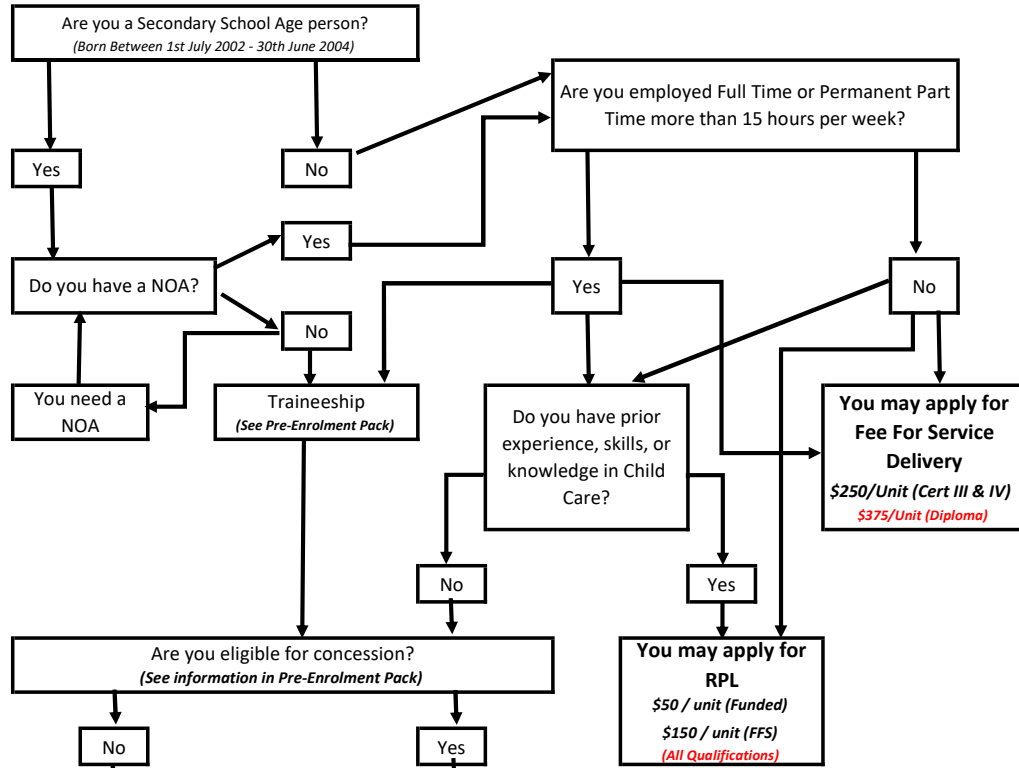 Are you a Secondary School Age person?
(Born Between 1st July 2002 - 30th June 2004)
Are you employed Full Time or Permanent Part
Time more than 15 hours per week?
Yes
No
Yes
Do you have a NOA?
Yes
No
No
You need a
NOA
Traineeship
(See Pre-Enrolment Pack)
Do you have prior
experience, skills, or
knowledge in Child
Care?
You may apply for
Fee For Service
Delivery
$250/Unit (Cert III & IV)
$375/Unit (Diploma)
No
Yes
Are you eligible for concession?
(See information in Pre-Enrolment Pack)
You may apply for
RPL
$50 / unit (Funded)
$150 / unit (FFS)
(All Qualifications)
No
Yes